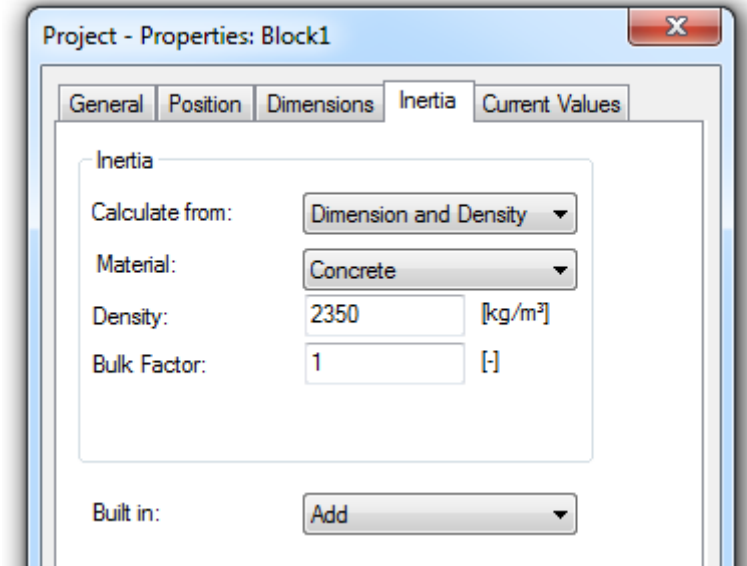 Project - Properties: Block1
General Position Dimensions Inertia Current Values
Inertia
Calculate from: Dimension and Density
Material: Concrete
Density: 2350 [kg/m³]
Bulk Factor: 1 [-]
Built in: Add